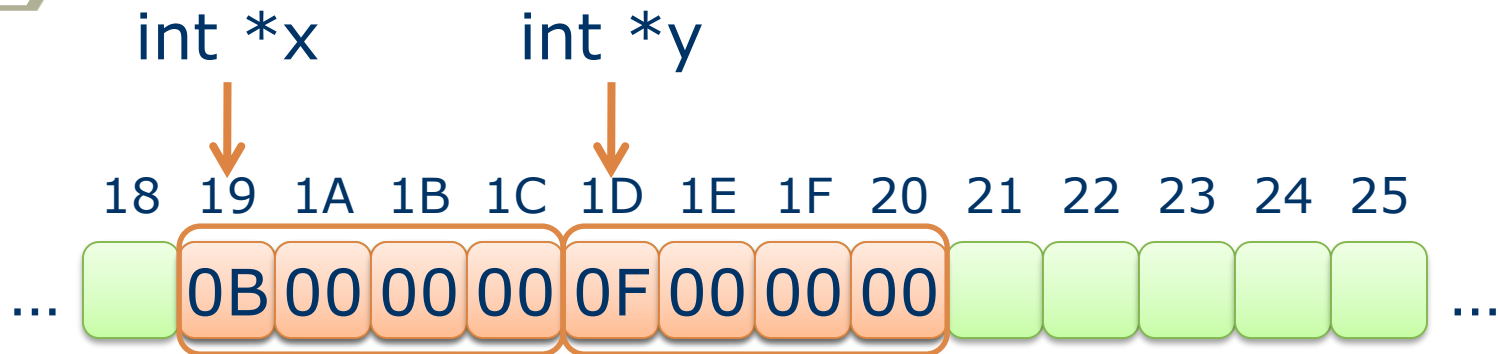 int *x int *y
18 19 1A 1B 1C 1D 1E 1F 20 21 22 23 24 25
... 0B 00 00 00 0F 00 00 00 ...